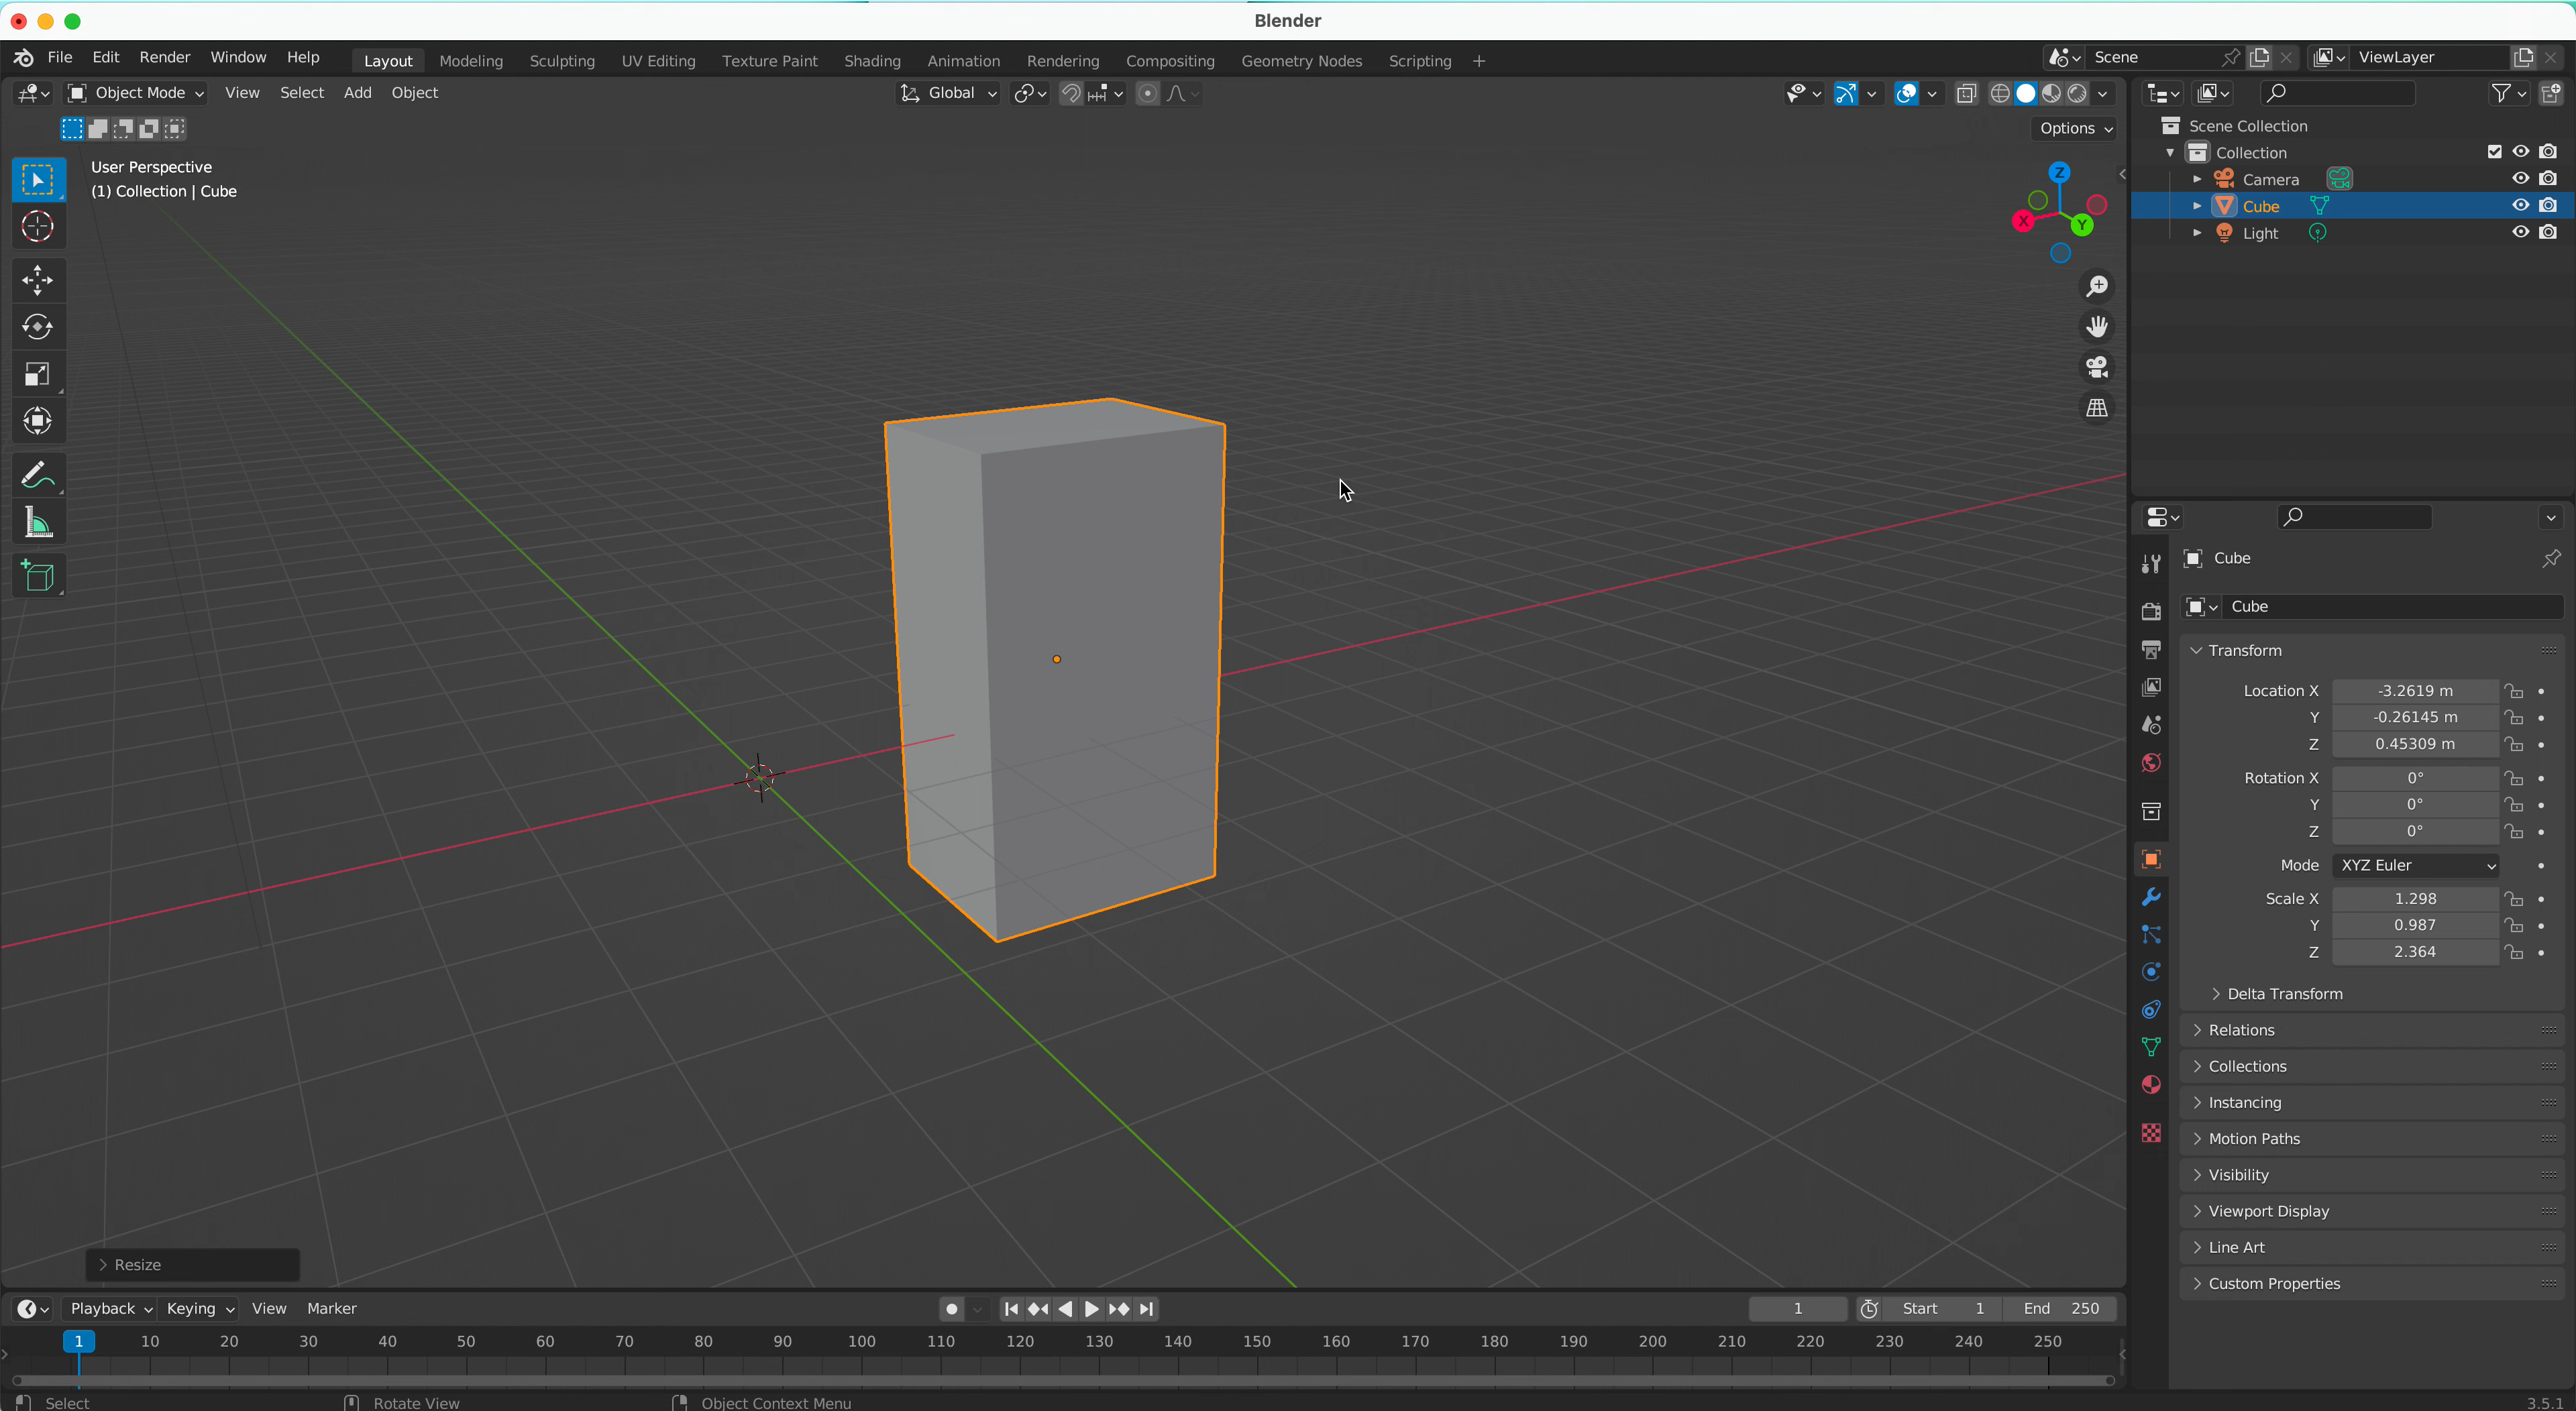 Blender
File Edit Render Window Help Layout Modeling Sculpting UV Editing Texture Paint Shading Animation Rendering Compositing Geometry Nodes Scripting + Scene ViewLayer
Object Mode View Select Add Object Global
Options
User Perspective
(1) Collection | Cube
Z
X
Y
Scene Collection
Collection
Camera
Cube
Light
Cube
Cube
Transform
Location X -3.2619 m
Y -0.26145 m
Z 0.45309 m
Rotation X 0°
Y 0°
Z 0°
Mode XYZ Euler
Scale X 1.298
Y 0.987
Z 2.364
Delta Transform
Relations
Collections
Instancing
Motion Paths
Visibility
Viewport Display
Line Art
Custom Properties
Resize
Playback Keying View Marker 1 Start 1 End 250
1 10 20 30 40 50 60 70 80 90 100 110 120 130 140 150 160 170 180 190 200 210 220 230 240 250
Select Rotate View Object Context Menu 3.5.1